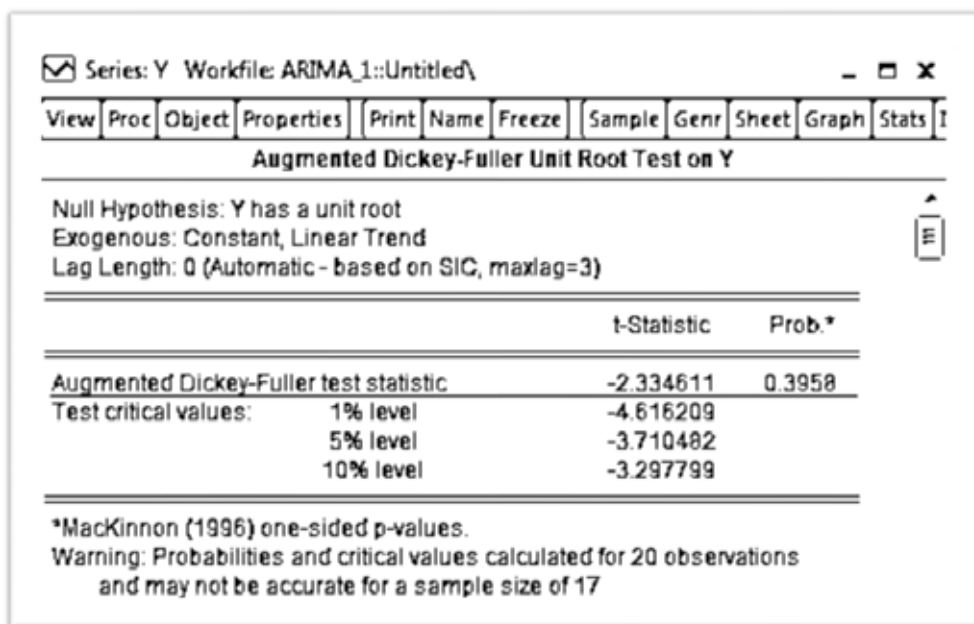 Series: Y Workfile: ARIMA_1::Untitled\
View Proc Object Properties Print Name Freeze Sample Genr Sheet Graph Stats
Augmented Dickey-Fuller Unit Root Test on Y
Null Hypothesis: Y has a unit root
Exogenous: Constant, Linear Trend
Lag Length: 0 (Automatic - based on SIC, maxlag=3)
t-Statistic Prob.*
Augmented Dickey-Fuller test statistic -2.334611 0.3958
Test critical values: 1% level -4.616209
5% level -3.710482
10% level -3.297799
*MacKinnon (1996) one-sided p-values.
Warning: Probabilities and critical values calculated for 20 observations
and may not be accurate for a sample size of 17